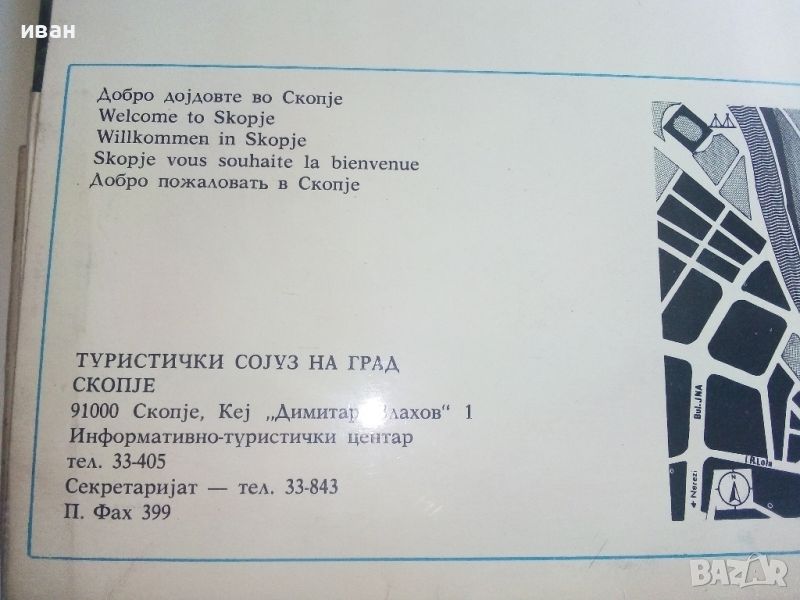 иван
Добро дојдовте во Скопје
Welcome to Skopje
Willkommen in Skopje
Skopje vous souhaite la bienvenue
Добро пожаловать в Скопје
ТУРИСТИЧКИ СОЈУЗ НА ГРАД
СКОПЈЕ
91000 Скопје, Кеј „Димитар Влахов“ 1
Информативно-туристички центар
тел. 33-405
Секретаријат — тел. 33-843
П. Фах 399
Bul. JNA
I.R.Lola
Nerezi
BAZAR